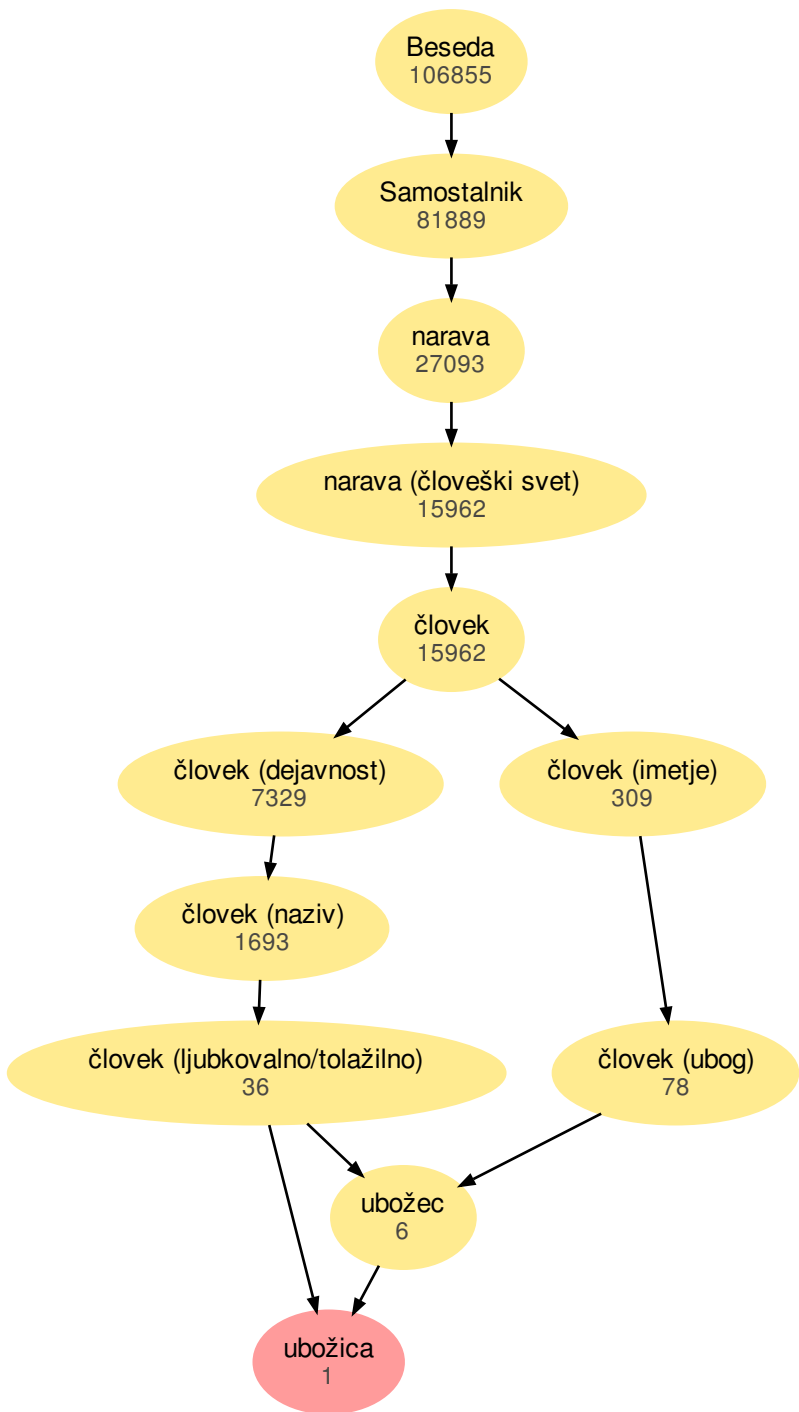 Beseda
106855
Samostalnik
81889
narava
27093
narava (človeški svet)
15962
človek
15962
človek (dejavnost)
7329
človek (imetje)
309
človek (naziv)
1693
človek (ljubkovalno/tolažilno)
36
človek (ubog)
78
ubožec
6
ubožica
1